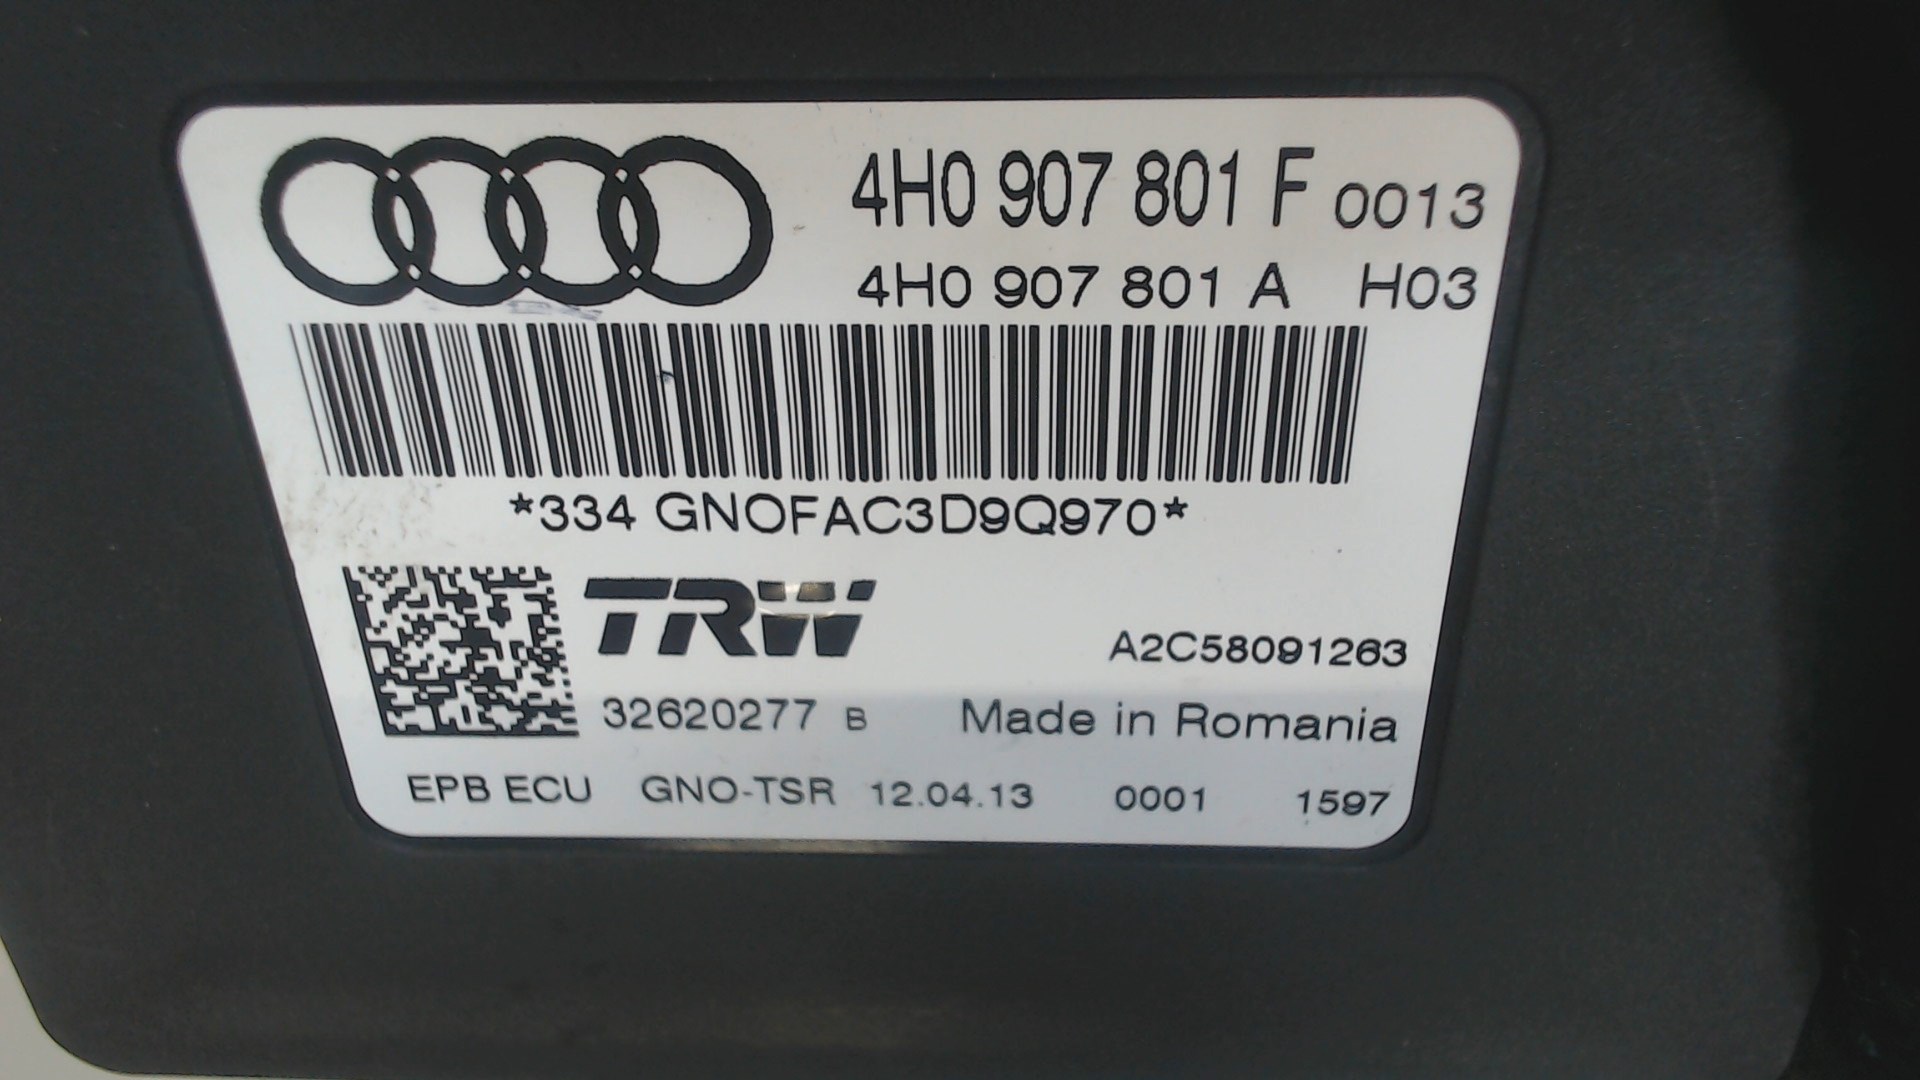 4H0 907 801 F 0013
4H0 907 801 A H03
*334 GNOFAC3D9Q970*
TRW
A2C58091263
32620277 B Made in Romania
EPB ECU GNO-TSR 12.04.13 0001 1597